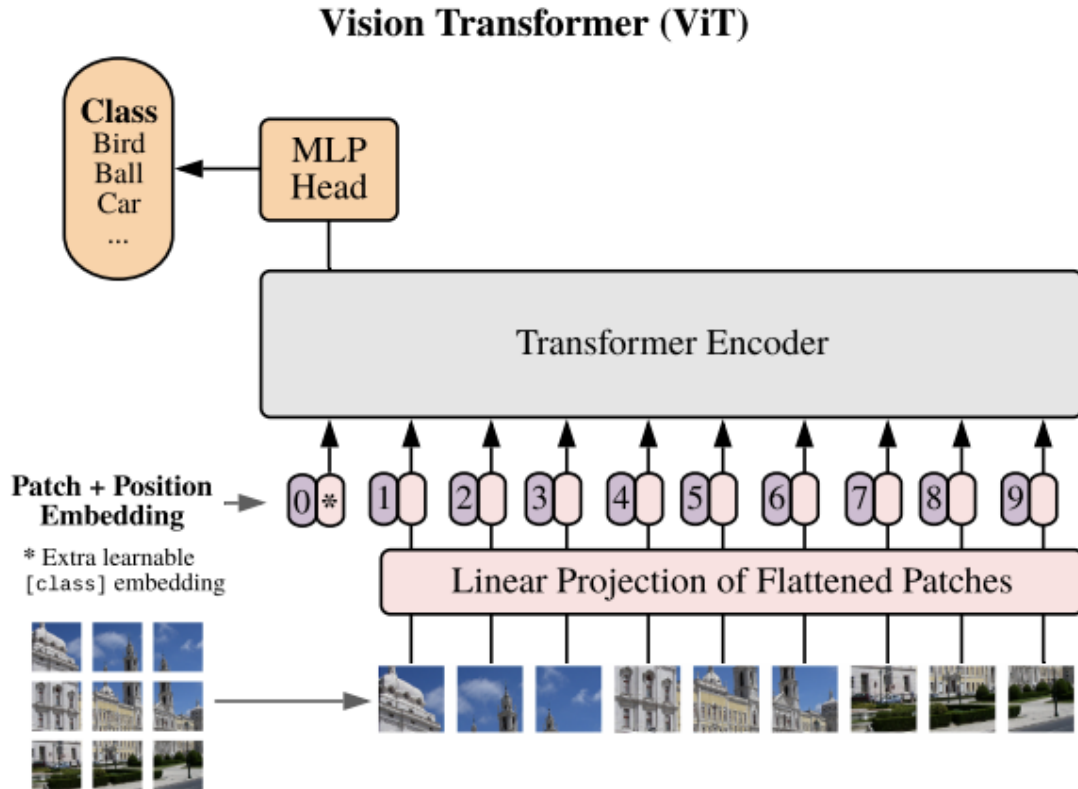 Vision Transformer (ViT)
Class
Bird
Ball
Car
...
MLP
Head
Transformer Encoder
Patch + Position
Embedding
* Extra learnable
[class] embedding
0 * 1 2 3 4 5 6 7 8 9
Linear Projection of Flattened Patches